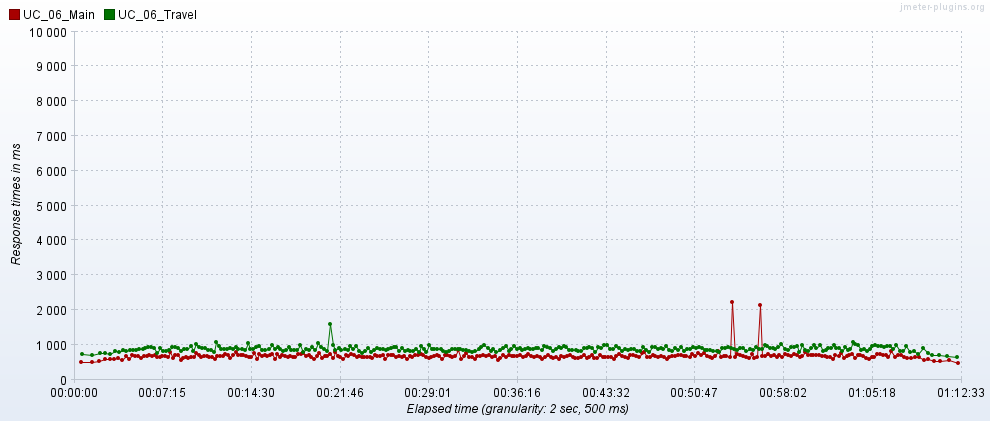 UC_06_Main UC_06_Travel
jmeter-plugins.org
10 000
9 000
8 000
7 000
6 000
5 000
4 000
3 000
2 000
1 000
0
Response times in ms
00:00:00 00:07:15 00:14:30 00:21:46 00:29:01 00:36:16 00:43:32 00:50:47 00:58:02 01:05:18 01:12:33
Elapsed time (granularity: 2 sec, 500 ms)